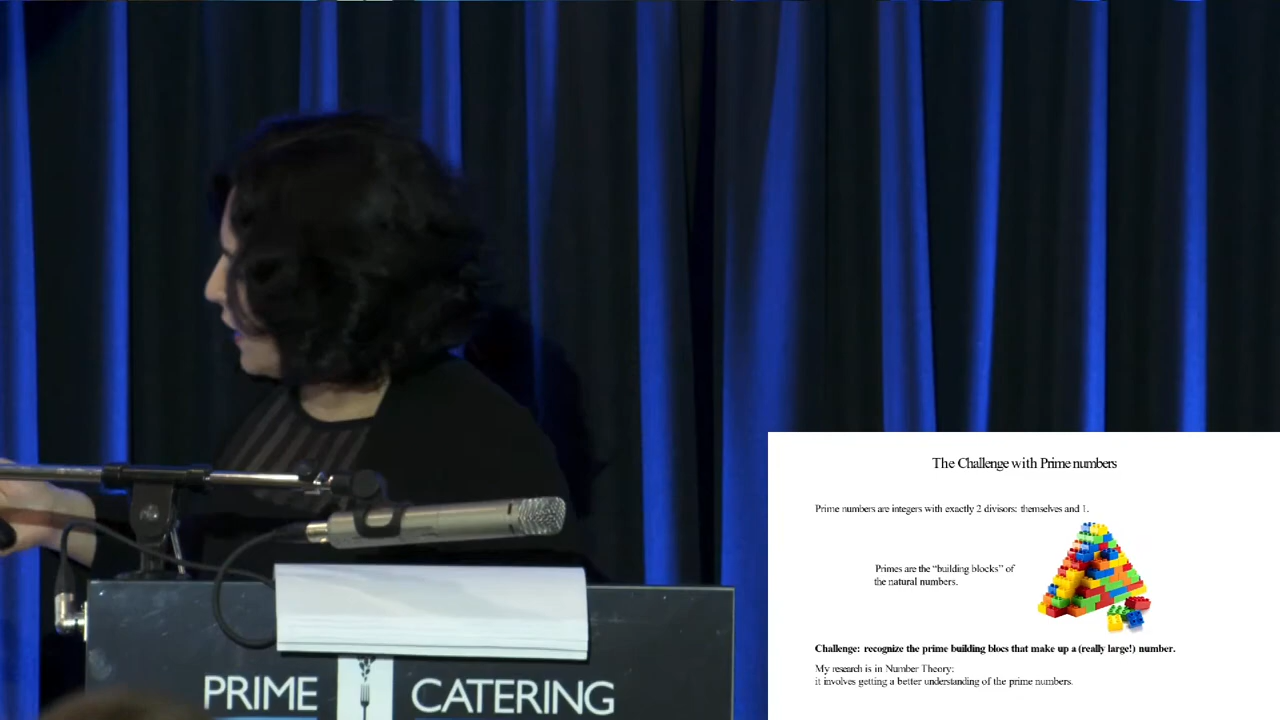 The Challenge with Prime numbers
Prime numbers are integers with exactly 2 divisors: themselves and 1.
Primes are the “building blocks” of
the natural numbers.
Challenge: recognize the prime building blocs that make up a (really large!) number.
My research is in Number Theory:
it involves getting a better understanding of the prime numbers.
PRIME CATERING